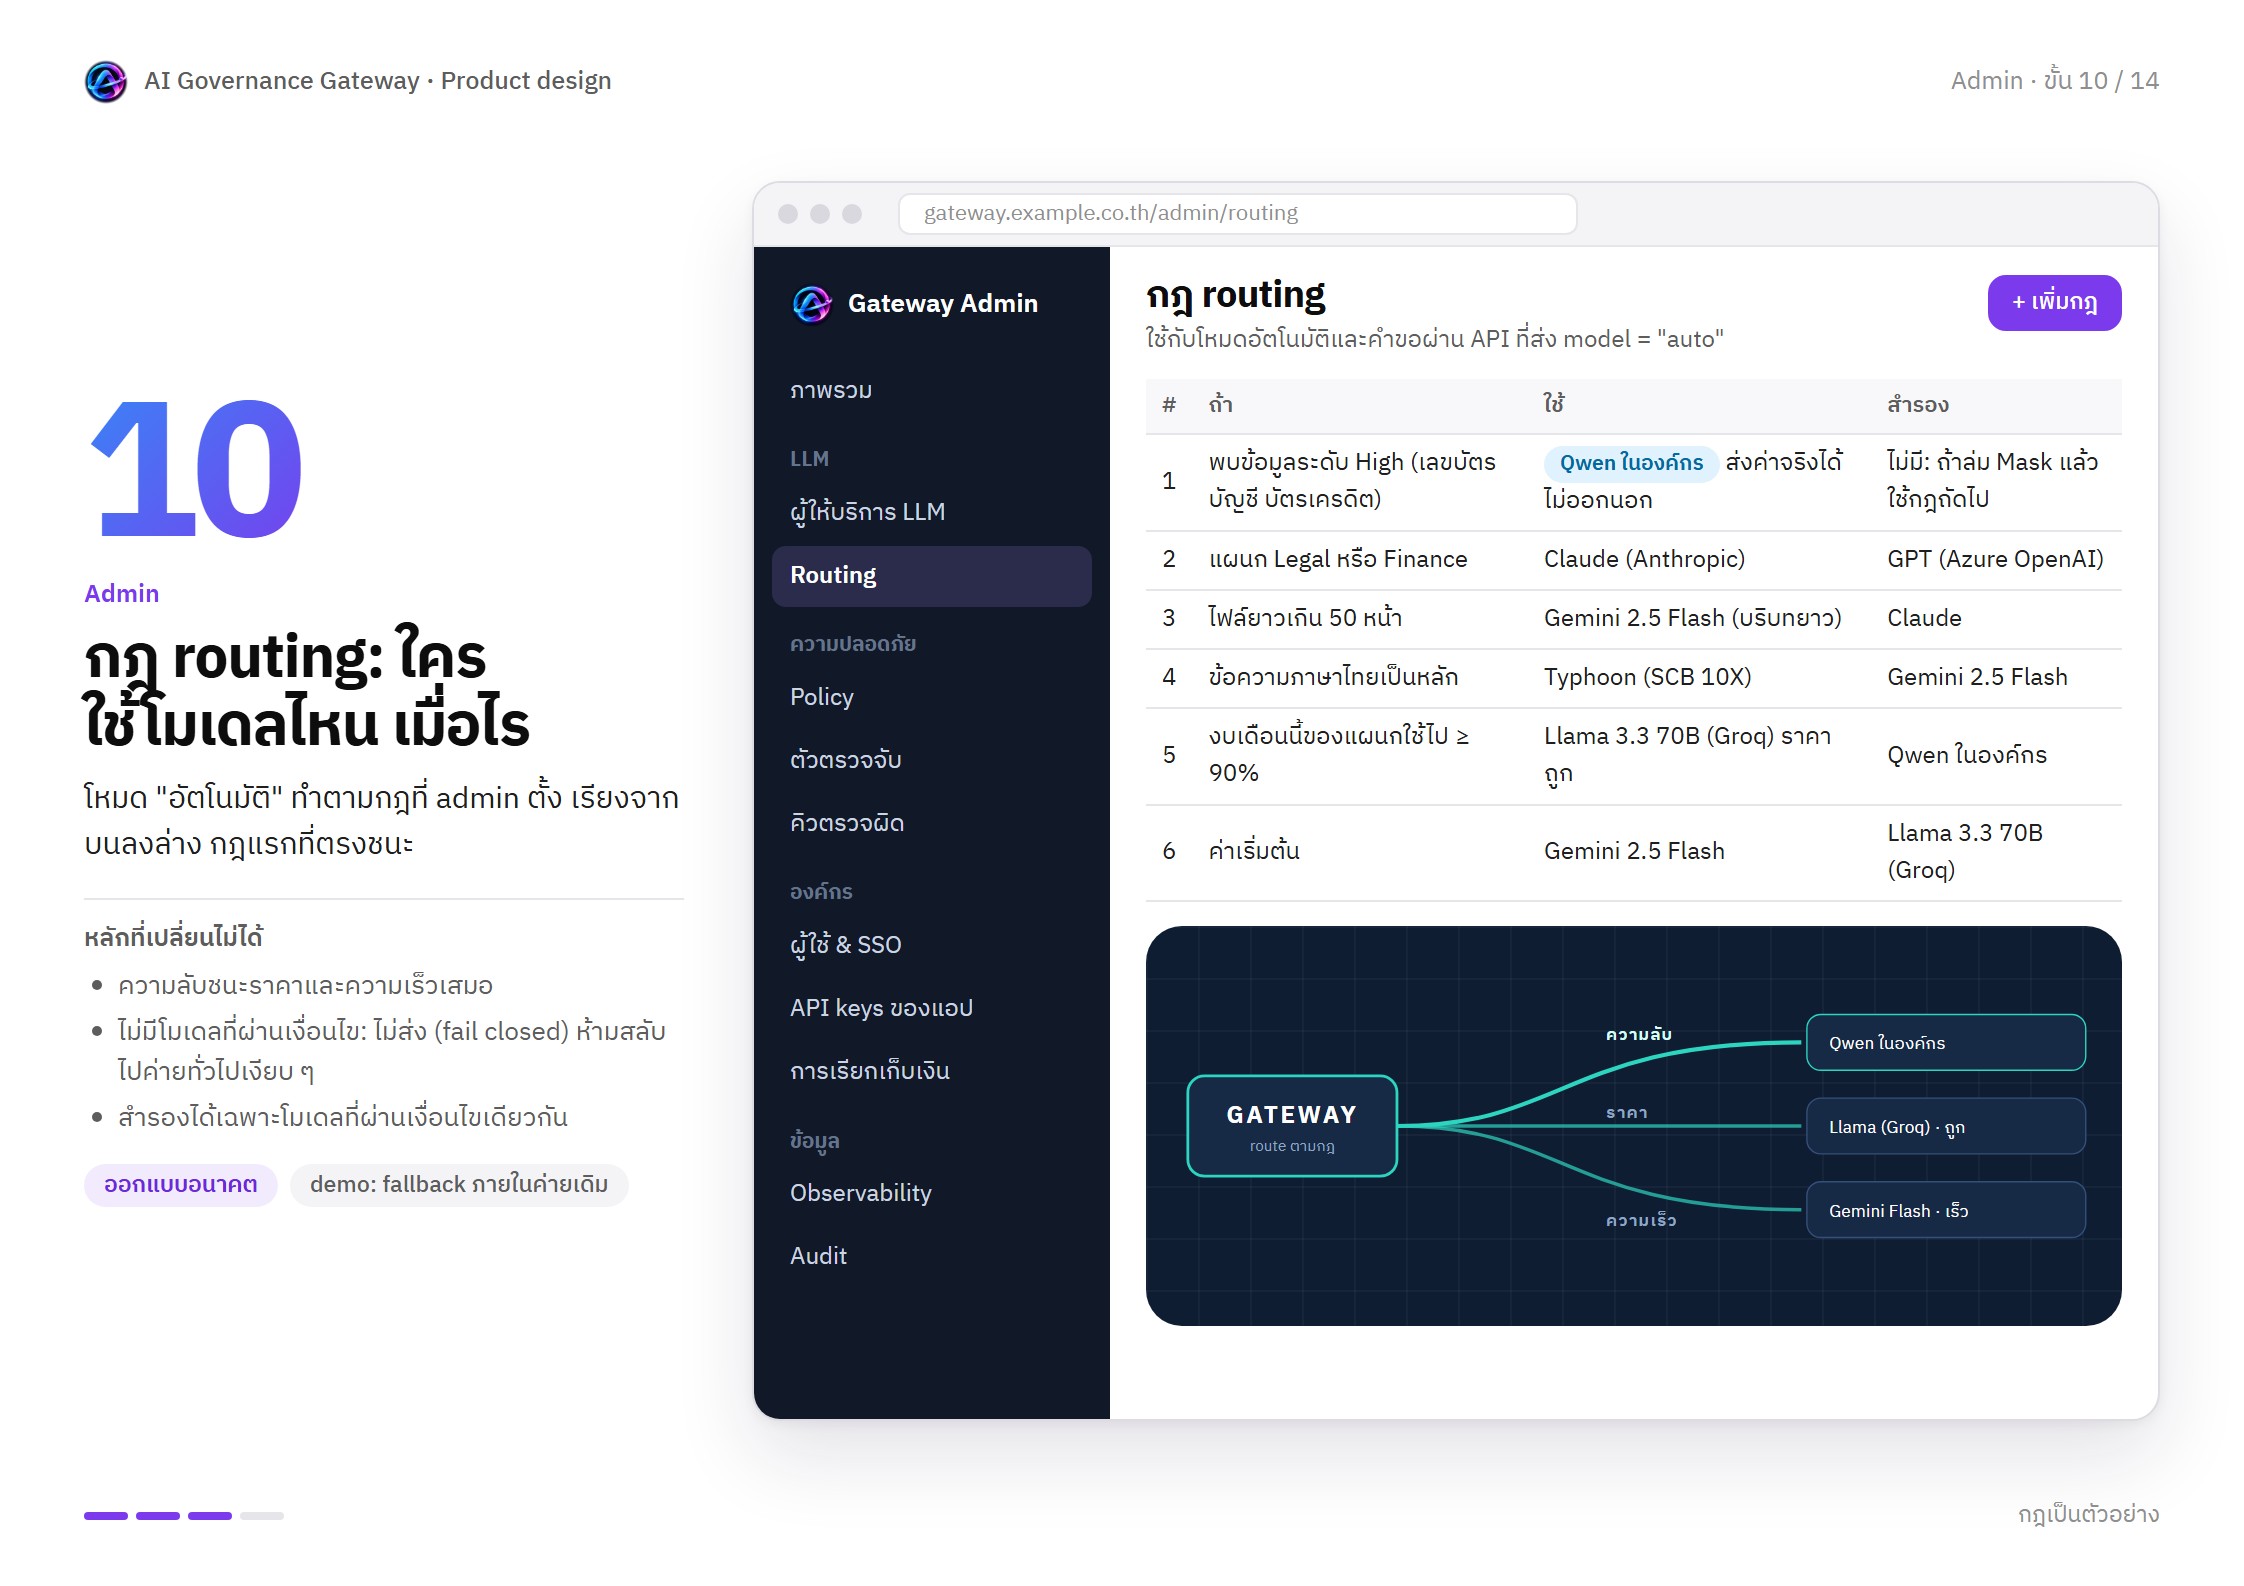 AI Governance Gateway · Product design
Admin · ขั้น 10 / 14
10
Admin
กฎ routing: ใคร
ใช้โมเดลไหน เมื่อไร
โหมด "อัตโนมัติ" ทำตามกฎที่ admin ตั้ง เรียงจาก
บนลงล่าง กฎแรกที่ตรงชนะ
หลักที่เปลี่ยนไม่ได้
ความลับชนะราคาและความเร็วเสมอ
ไม่มีโมเดลที่ผ่านเงื่อนไข: ไม่ส่ง (fail closed) ห้ามสลับ
ไปค่ายทั่วไปเงียบ ๆ
สำรองได้เฉพาะโมเดลที่ผ่านเงื่อนไขเดียวกัน
ออกแบบอนาคต
demo: fallback ภายในค่ายเดิม
gateway.example.co.th/admin/routing
Gateway Admin
ภาพรวม
LLM
ผู้ให้บริการ LLM
Routing
ความปลอดภัย
Policy
ตัวตรวจจับ
คิวตรวจผิด
องค์กร
ผู้ใช้ & SSO
API keys ของแอป
การเรียกเก็บเงิน
ข้อมูล
Observability
Audit
กฎ routing
ใช้กับโหมดอัตโนมัติและคำขอผ่าน API ที่ส่ง model = "auto"
+ เพิ่มกฎ
# ถ้า ใช้ สำรอง
1 พบข้อมูลระดับ High (เลขบัตร บัญชี บัตรเครดิต) Qwen ในองค์กร ส่งค่าจริงได้ ไม่ออกนอก ไม่มี: ถ้าล่ม Mask แล้ว ใช้กฎถัดไป
2 แผนก Legal หรือ Finance Claude (Anthropic) GPT (Azure OpenAI)
3 ไฟล์ยาวเกิน 50 หน้า Gemini 2.5 Flash (บริบทยาว) Claude
4 ข้อความภาษาไทยเป็นหลัก Typhoon (SCB 10X) Gemini 2.5 Flash
5 งบเดือนนี้ของแผนกใช้ไป ≥ 90% Llama 3.3 70B (Groq) ราคา ถูก Qwen ในองค์กร
6 ค่าเริ่มต้น Gemini 2.5 Flash Llama 3.3 70B (Groq)
GATEWAY
route ตามกฎ
ความลับ
Qwen ในองค์กร
ราคา
Llama (Groq) · ถูก
ความเร็ว
Gemini Flash · เร็ว
กฎเป็นตัวอย่าง